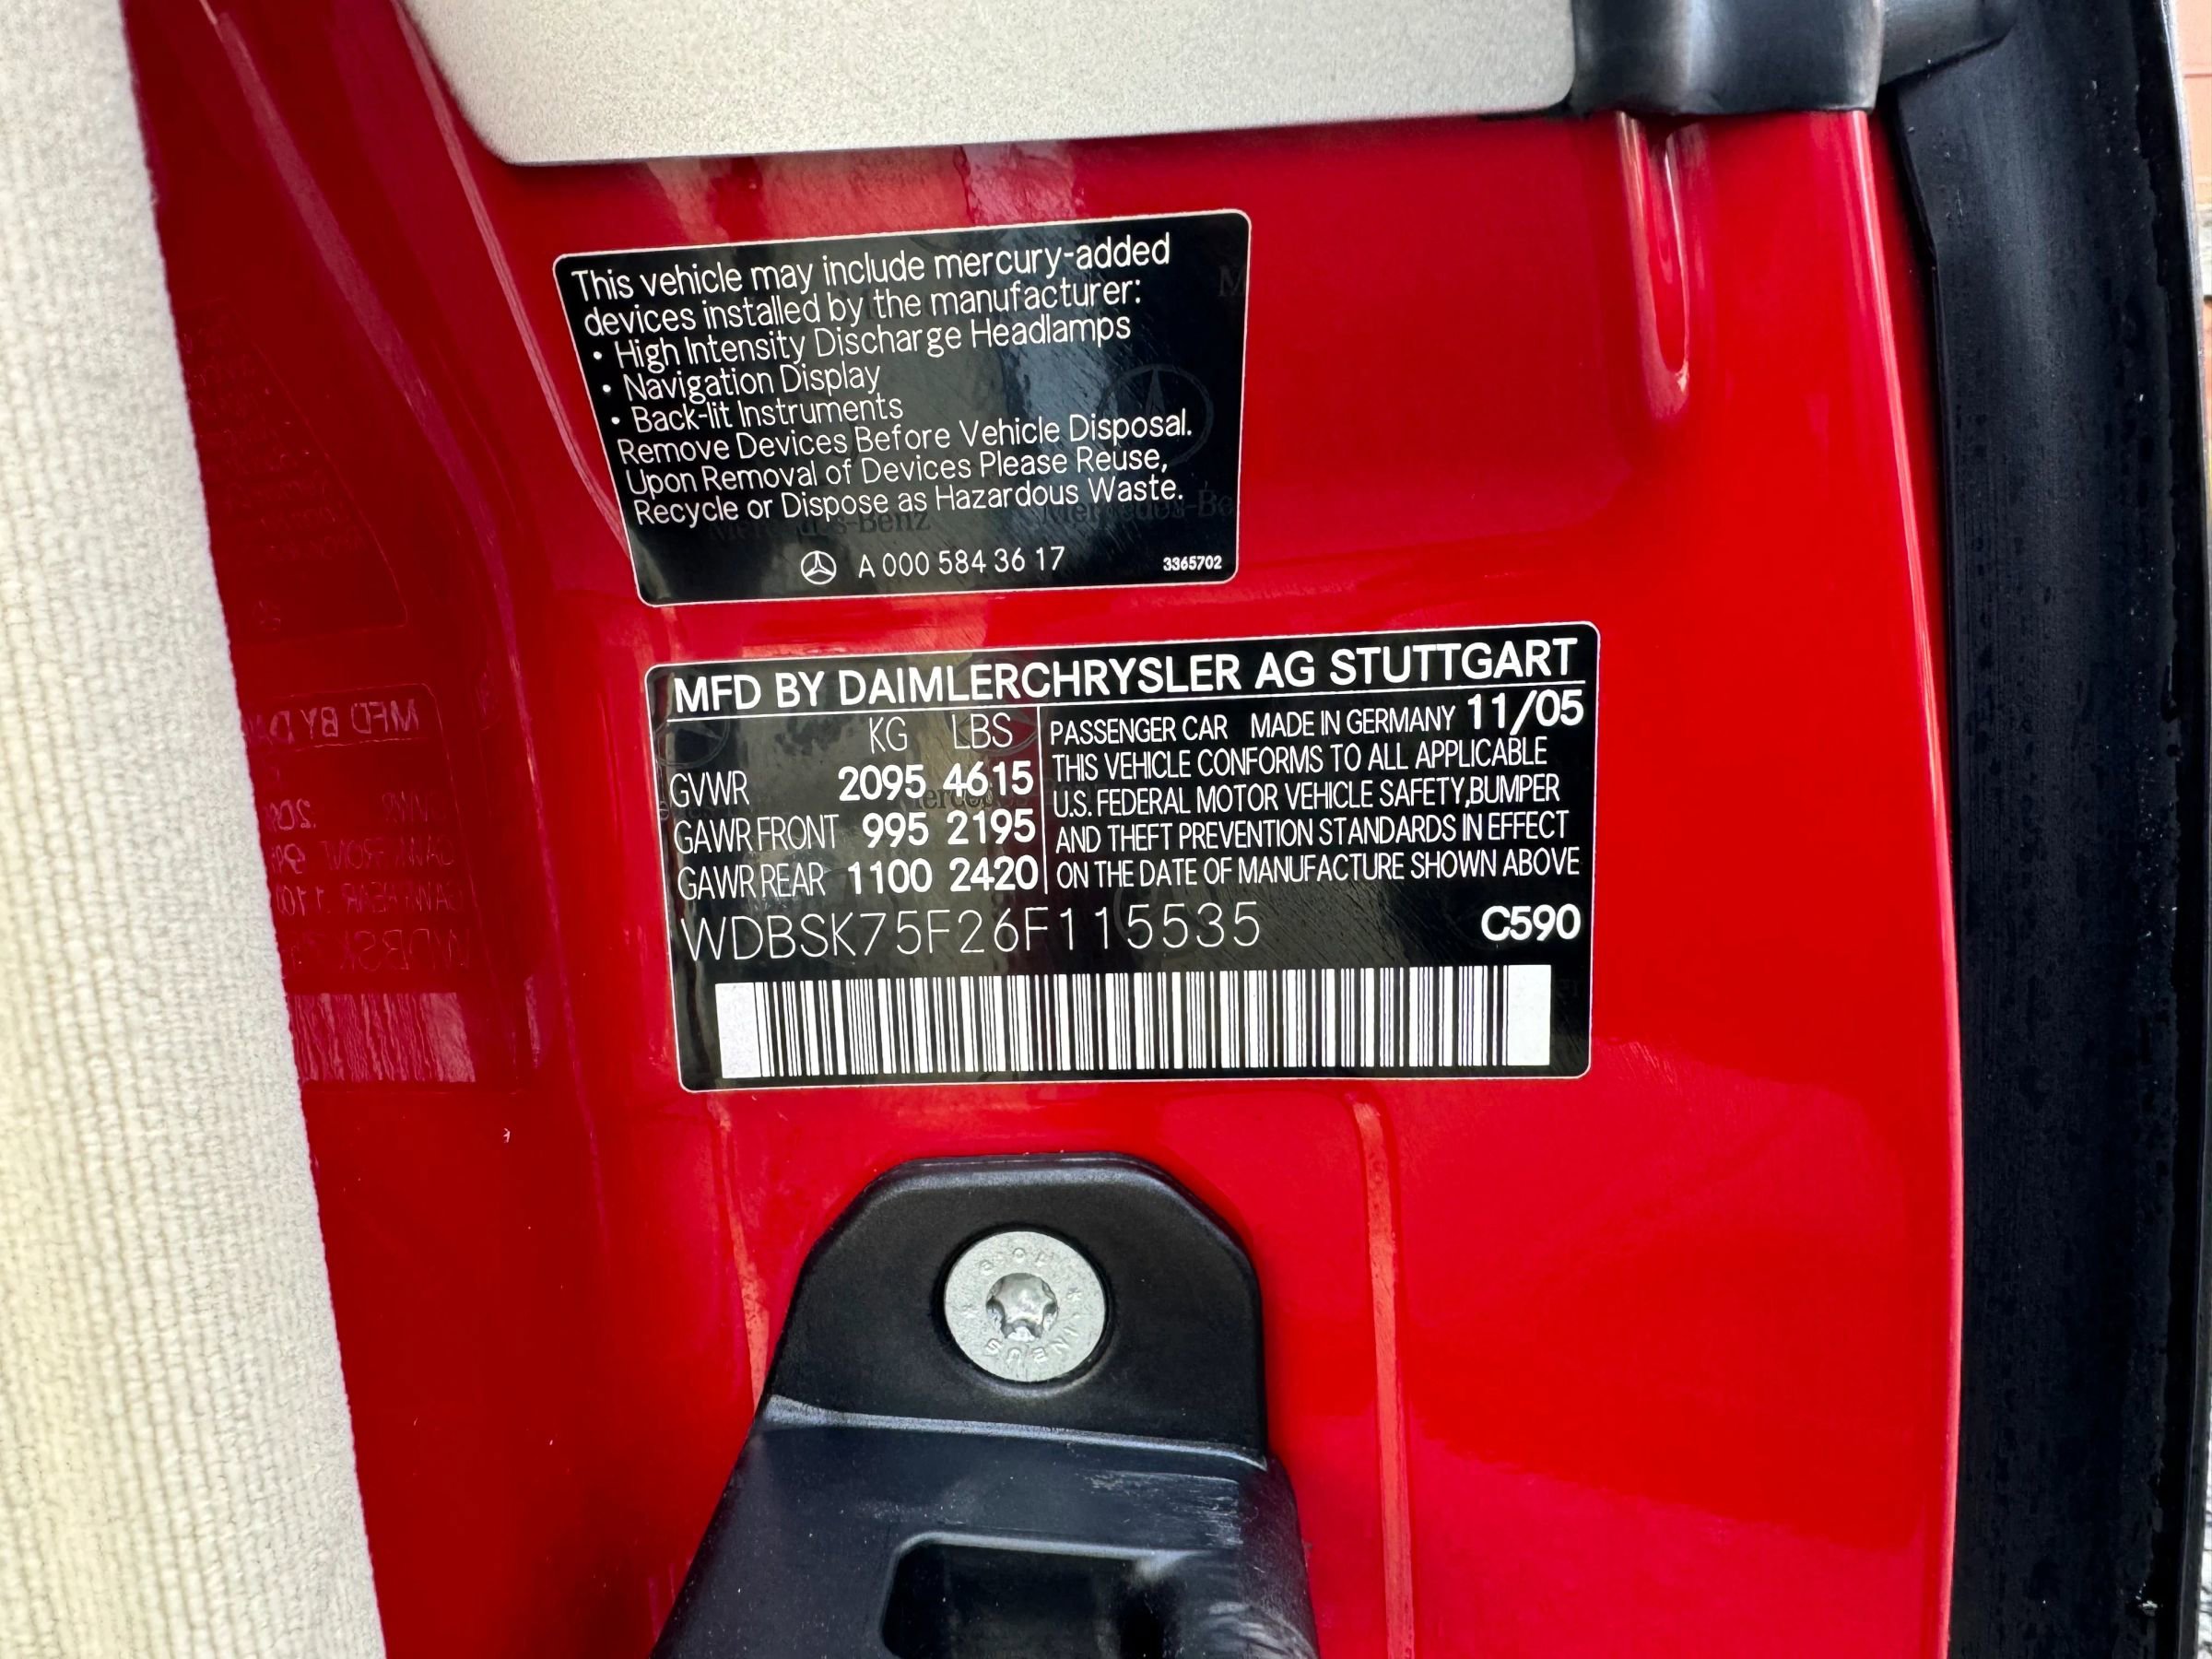 This vehicle may include mercury-added
devices installed by the manufacturer:
• High Intensity Discharge Headlamps
• Navigation Display
• Back-lit Instruments
Remove Devices Before Vehicle Disposal.
Upon Removal of Devices Please Reuse,
Recycle or Dispose as Hazardous Waste.
A 000 584 36 17 3365702
MFD BY DAIMLERCHRYSLER AG STUTTGART
KG LBS
GVWR 2095 4615
GAWR FRONT 995 2195
GAWR REAR 1100 2420
PASSENGER CAR MADE IN GERMANY 11/05
THIS VEHICLE CONFORMS TO ALL APPLICABLE
U.S. FEDERAL MOTOR VEHICLE SAFETY,BUMPER
AND THEFT PREVENTION STANDARDS IN EFFECT
ON THE DATE OF MANUFACTURE SHOWN ABOVE
WDBSK75F26F115535 C590